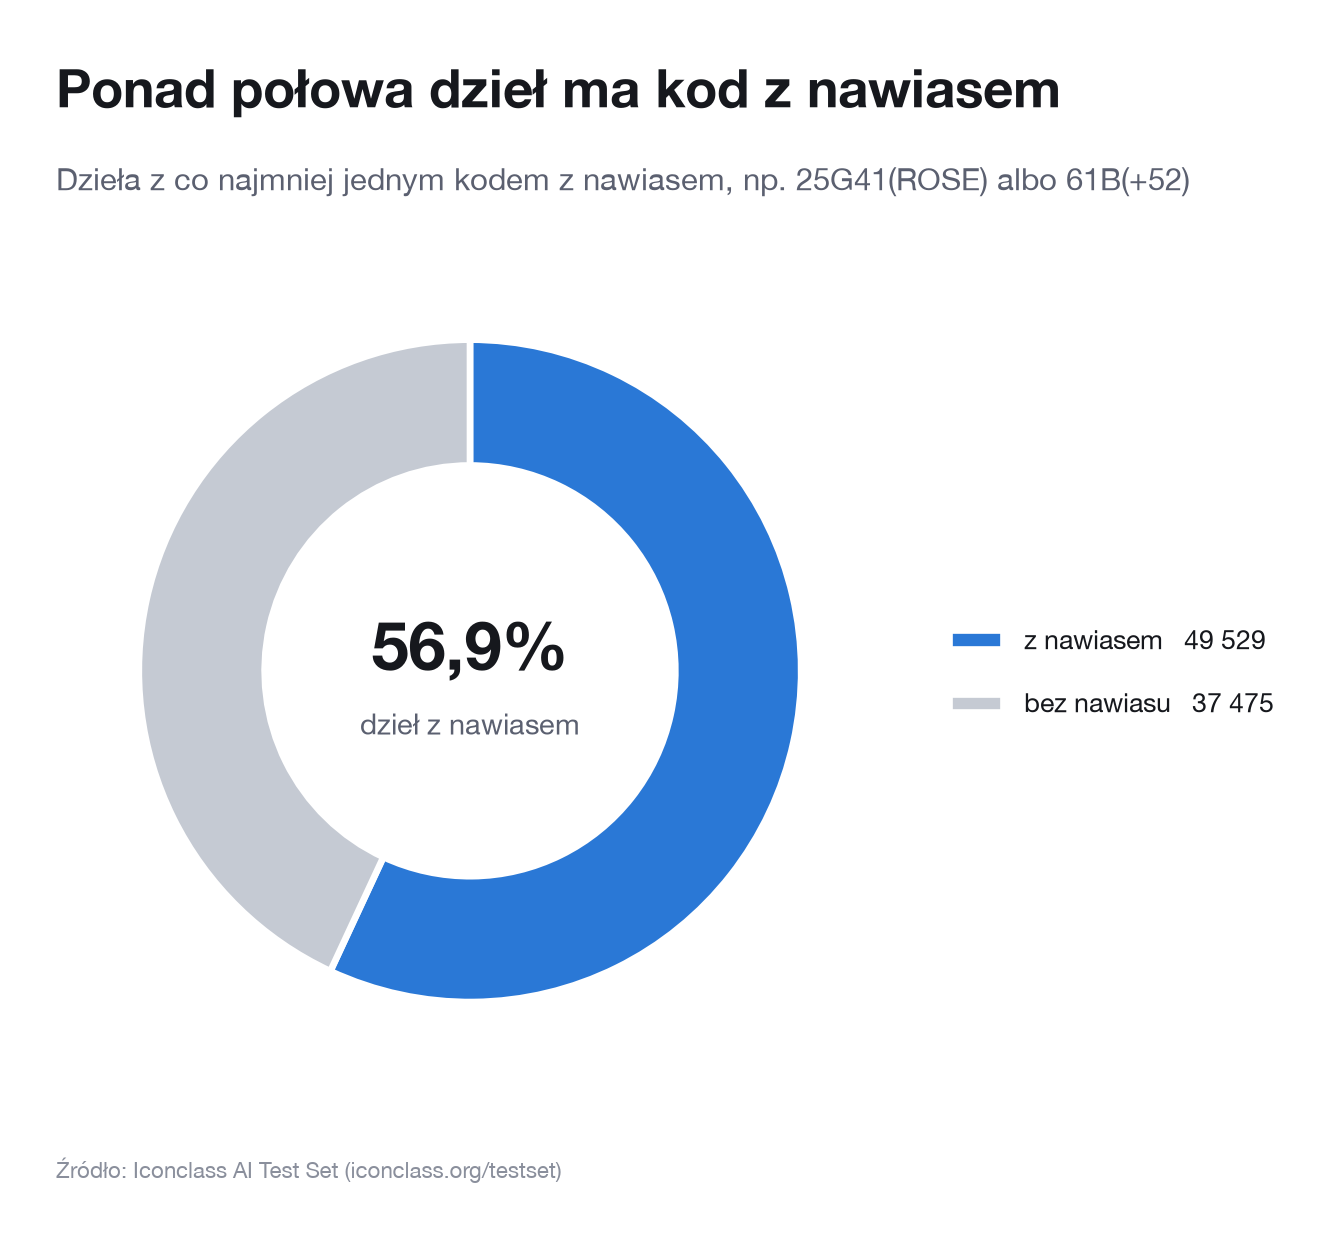 Ponad połowa dzieł ma kod z nawiasem
Dzieła z co najmniej jednym kodem z nawiasem, np. 25G41(ROSE) albo 61B(+52)
56,9%
dzieł z nawiasem
z nawiasem 49 529
bez nawiasu 37 475
Źródło: Iconclass AI Test Set (iconclass.org/testset)